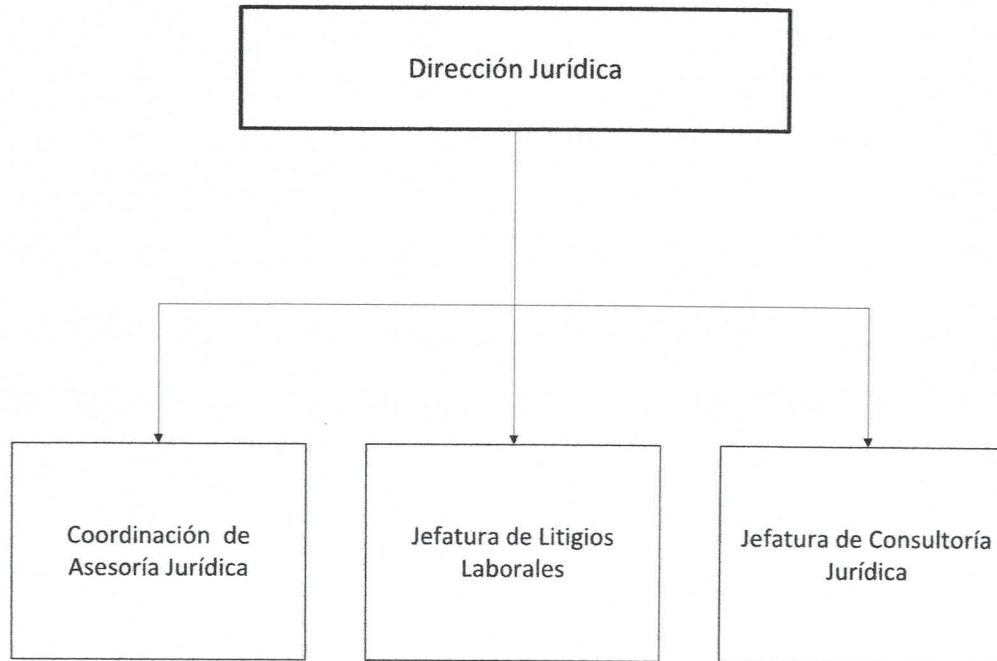 Dirección Jurídica
Coordinación de
Asesoría Jurídica
Jefatura de Litigios
Laborales
Jefatura de Consultoría
Jurídica